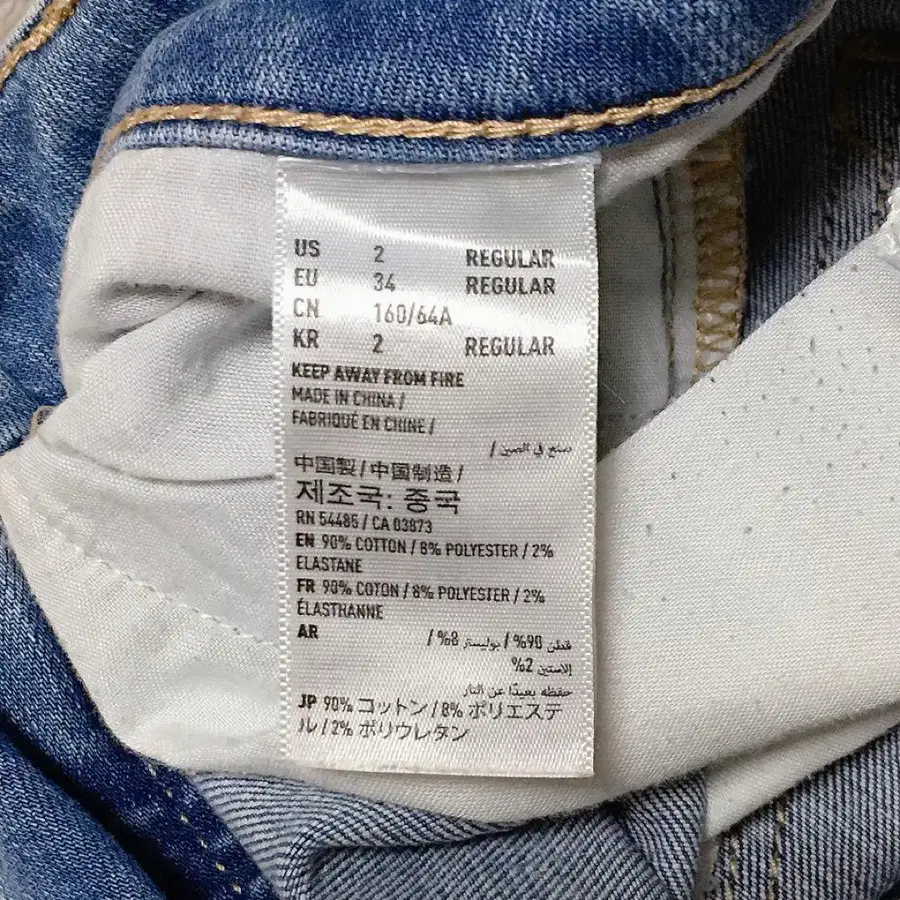 US 2 REGULAR
EU 34 REGULAR
CN 160/64A
KR 2 REGULAR
KEEP AWAY FROM FIRE
MADE IN CHINA /
FABRIQUÉ EN CHINE /
صنع في الصين /
中国製 / 中国制造 /
제조국: 중국
RN 54485 / CA 03873
EN 90% COTTON / 8% POLYESTER / 2%
ELASTANE
FR 90% COTON / 8% POLYESTER / 2%
ÉLASTHANNE
AR قطن 90% / بوليستر 8% /
إلاستين 2%
حفظه بعيدًا عن النار
JP 90% コットン / 8% ポリエステ
ル / 2% ポリウレタン